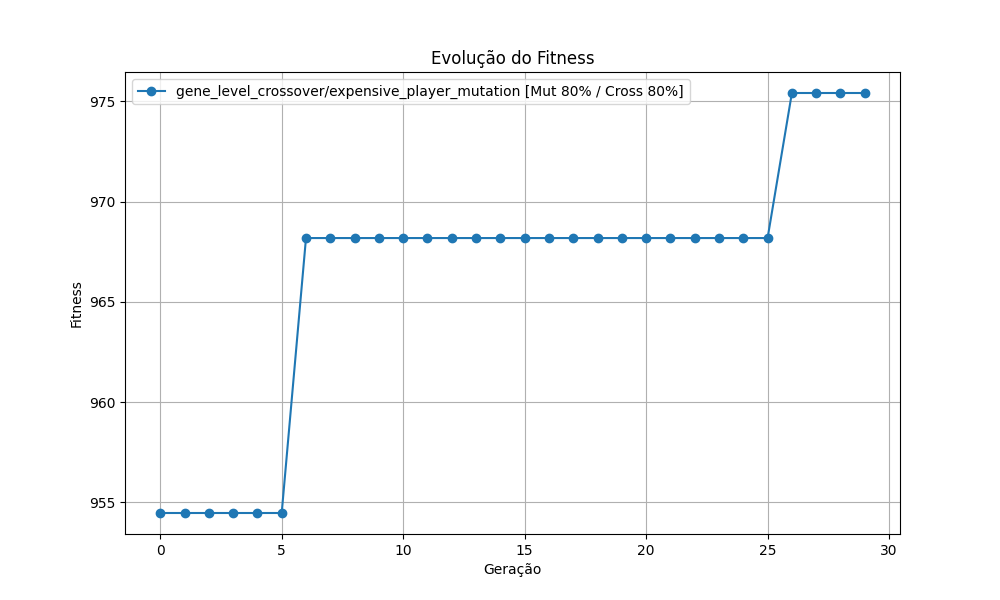 Evolução do Fitness
gene_level_crossover/expensive_player_mutation [Mut 80% / Cross 80%]
975
970
965
960
955
Fitness
0 5 10 15 20 25 30
Geração